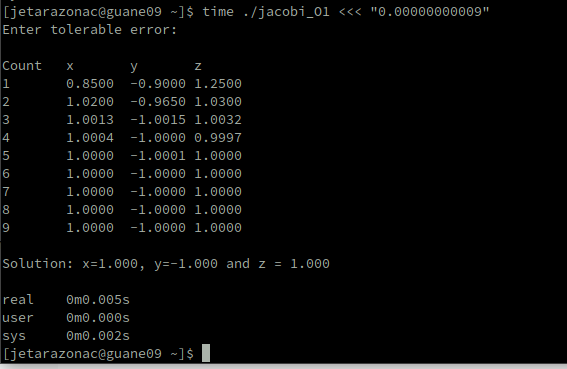 [jetarazonac@guane09 ~]$ time ./jacobi_O1 <<< "0.00000000009"
Enter tolerable error:
Count x y z
1 0.8500 -0.9000 1.2500
2 1.0200 -0.9650 1.0300
3 1.0013 -1.0015 1.0032
4 1.0004 -1.0000 0.9997
5 1.0000 -1.0001 1.0000
6 1.0000 -1.0000 1.0000
7 1.0000 -1.0000 1.0000
8 1.0000 -1.0000 1.0000
9 1.0000 -1.0000 1.0000
Solution: x=1.000, y=-1.000 and z = 1.000
real 0m0.005s
user 0m0.000s
sys 0m0.002s
[jetarazonac@guane09 ~]$